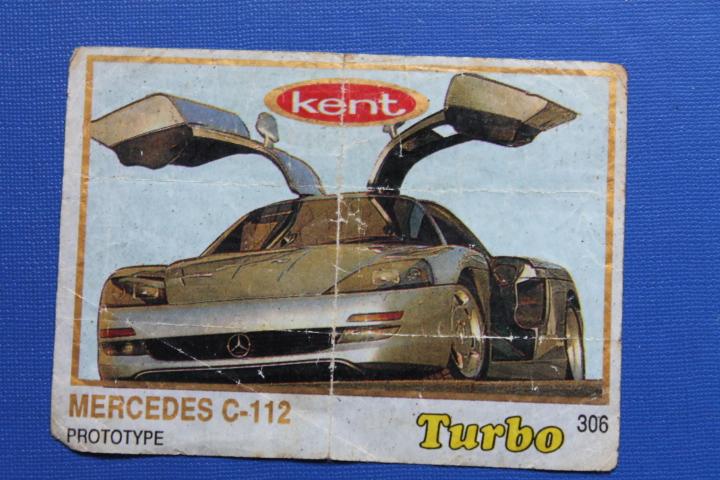 kent
MERCEDES C-112
PROTOTYPE
Turbo 306